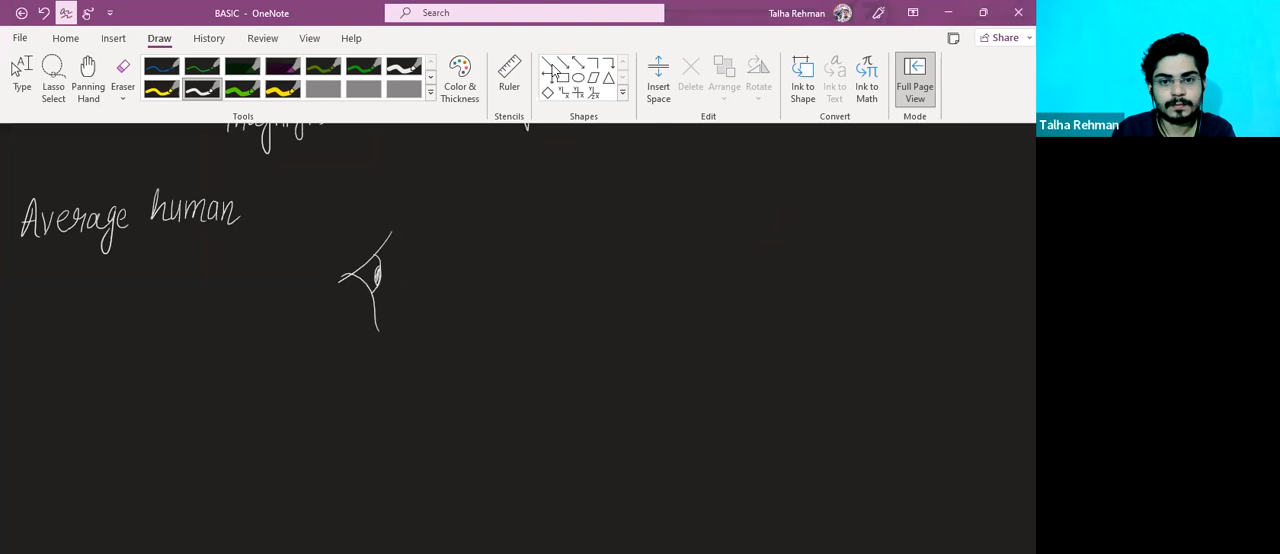 BASIC - OneNote
Search
Talha Rehman
File Home Insert Draw History Review View Help
Share
Type
Lasso Select
Panning Hand
Eraser
Color & Thickness
Ruler
Insert Space
Delete
Arrange
Rotate
Ink to Shape
Ink to Text
Ink to Math
Full Page View
Tools
Stencils
Shapes
Edit
Convert
Mode
Talha Rehman
Average human